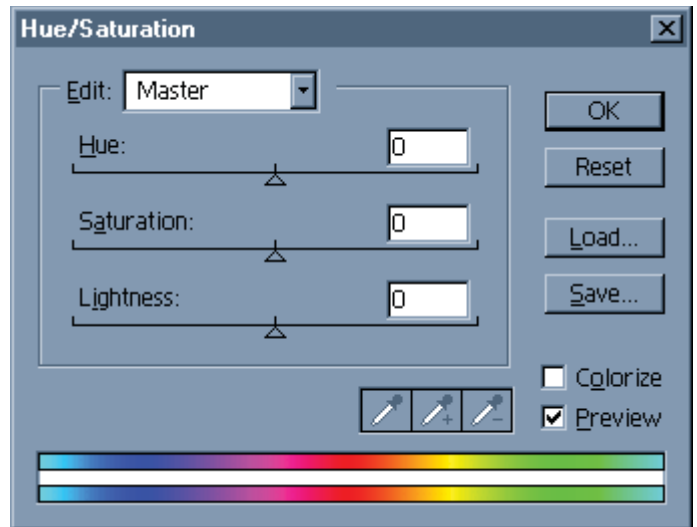 Hue/Saturation
Edit: Master
Hue: 0
Saturation: 0
Lightness: 0
OK
Reset
Load...
Save...
Colorize
Preview